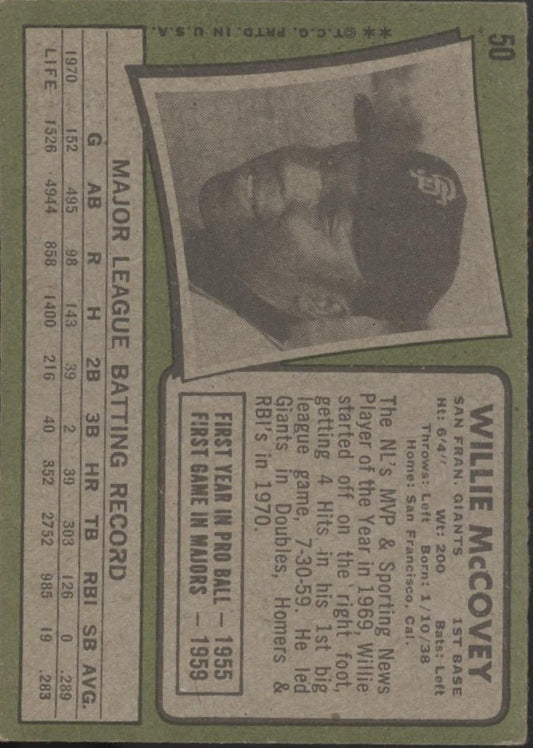 50
WILLIE McCOVEY
SAN FRAN. GIANTS 1ST BASE
Ht: 6'4" Wt: 200 Bats: Left
Throws: Left Born: 1/10/38
Home: San Francisco, Cal.
The NL's MVP & Sporting News
Player of the Year in 1969, Willie
started off on the right foot,
getting 4 Hits in his 1st big
league game, 7-30-59. He led
Giants in Doubles, Homers &
RBI's in 1970.
FIRST YEAR IN PRO BALL — 1955
FIRST GAME IN MAJORS — 1959
SF
**©T.C.G. PRTD. IN U.S.A.
MAJOR LEAGUE BATTING RECORD
G AB R H 2B 3B HR TB RBI SB AVG.
1970 152 495 98 143 39 2 39 303 126 0 .289
LIFE 1526 4944 858 1400 216 40 352 2752 985 19 .283